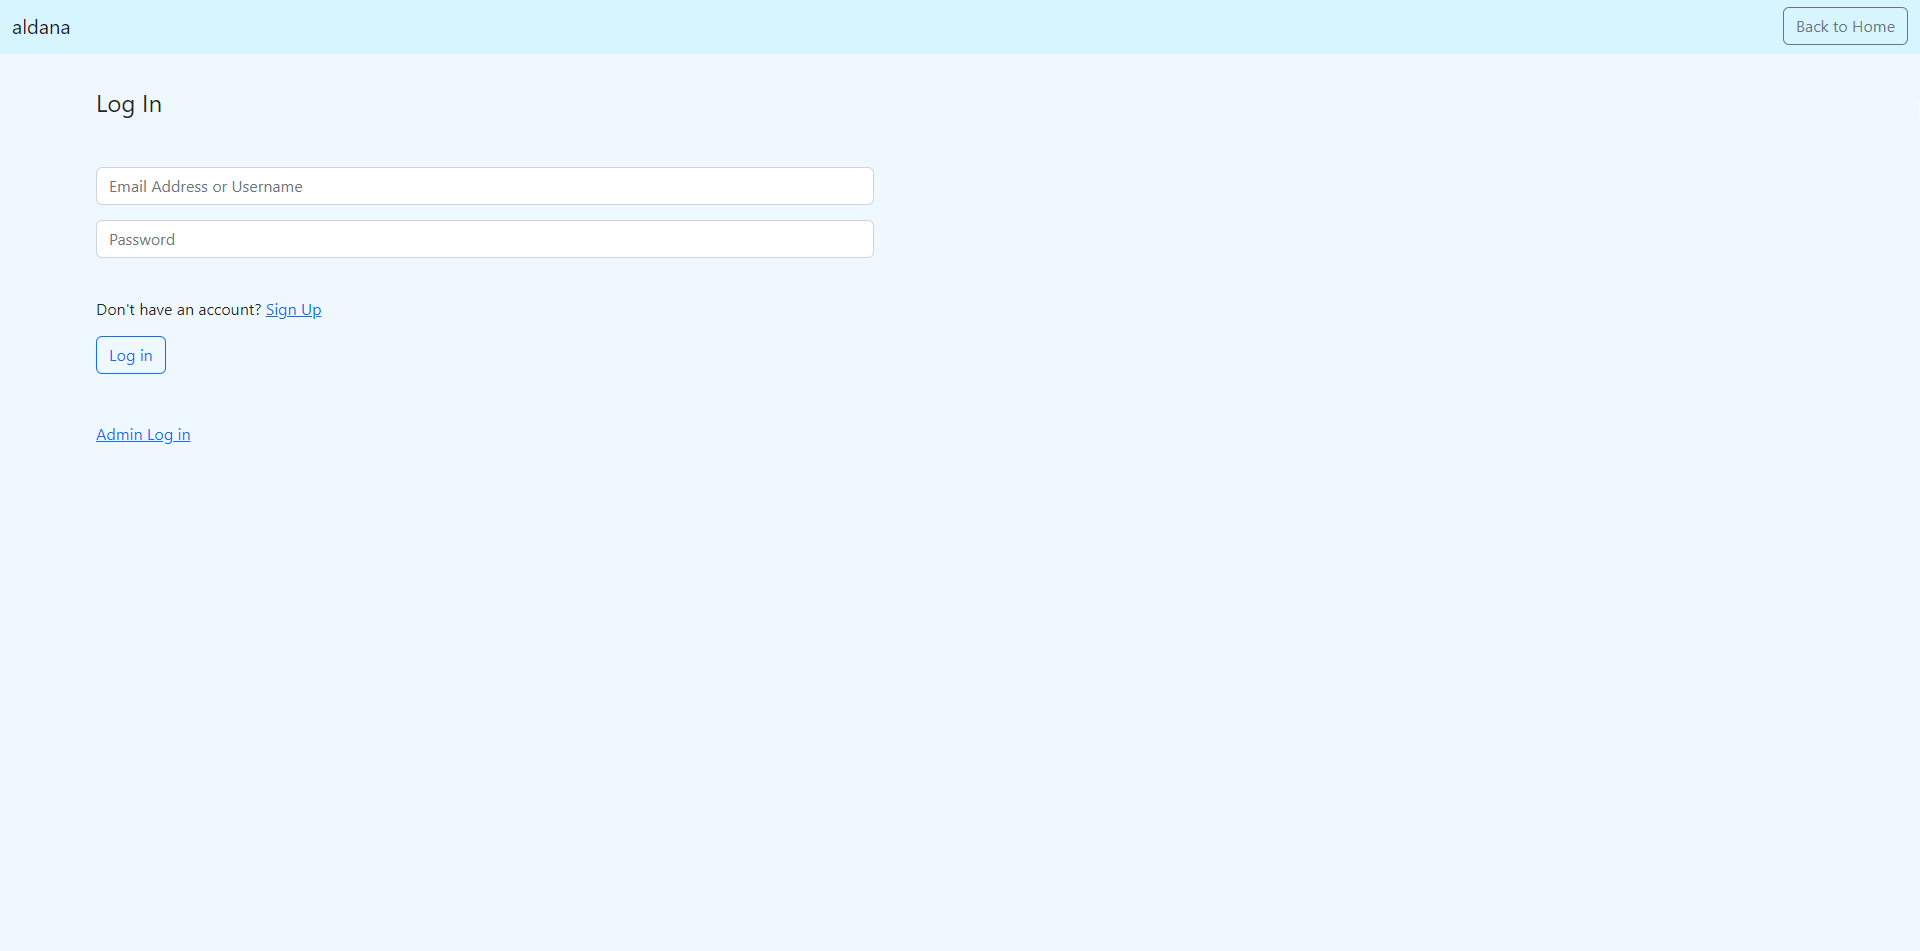 aldana
Back to Home
Log In
Email Address or Username
Password
Don't have an account? Sign Up
Log in
Admin Log in